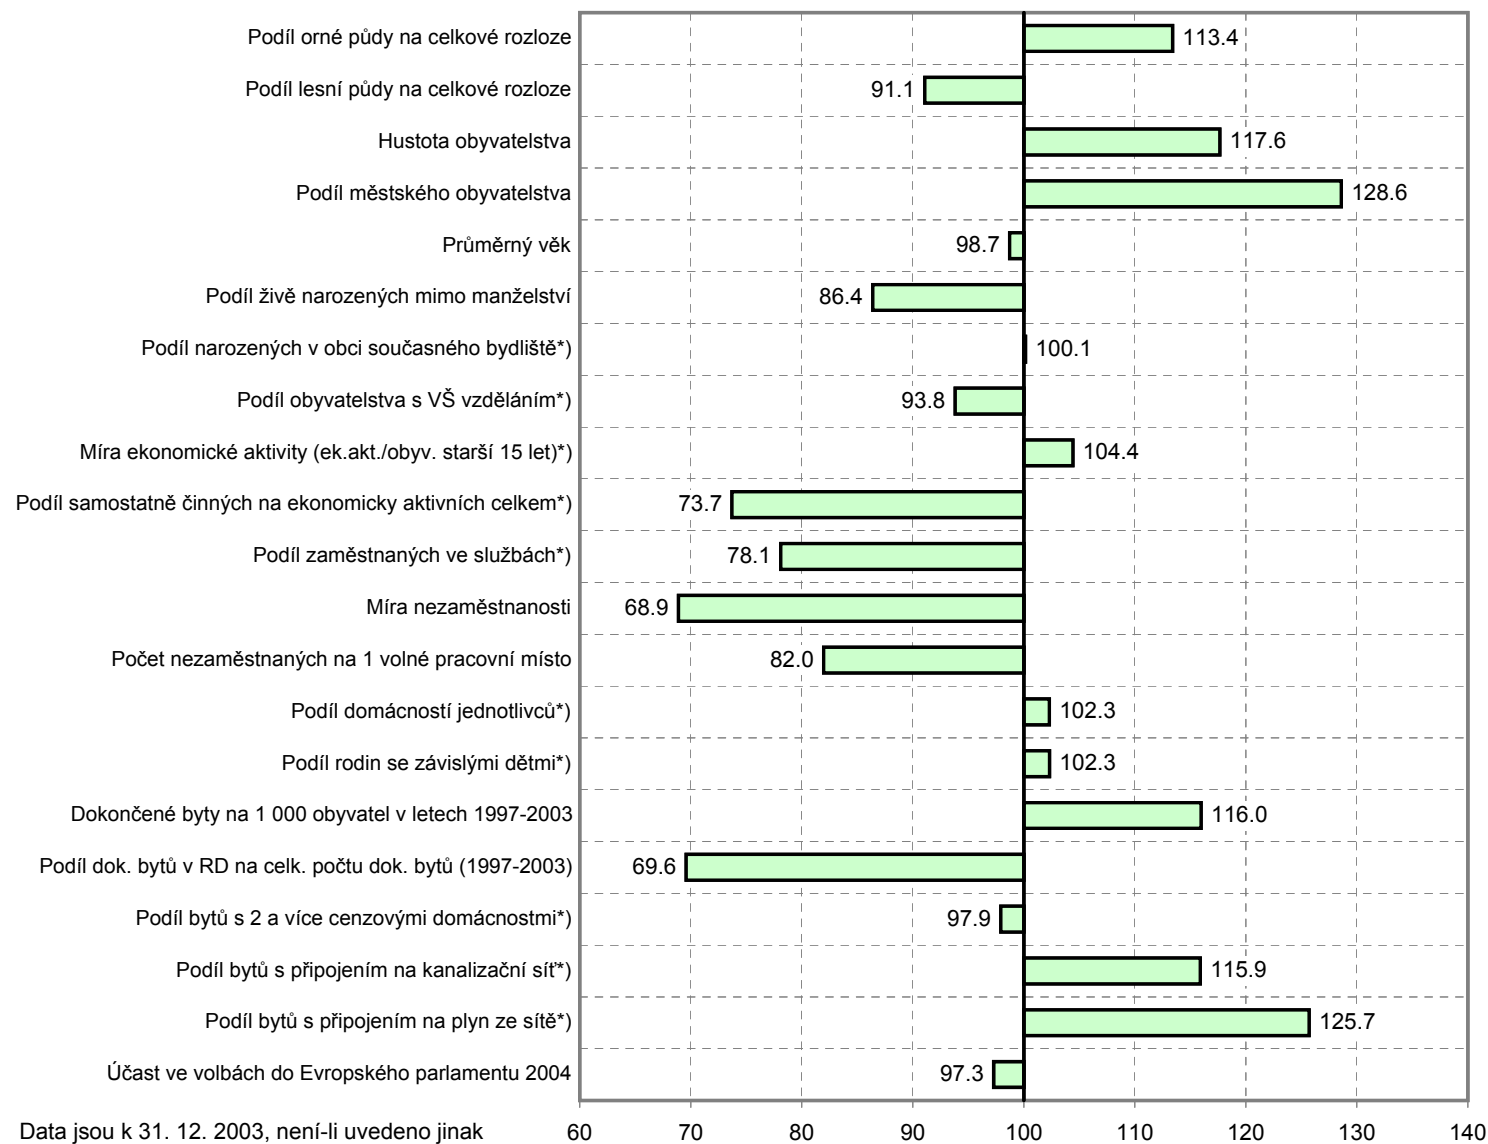 Podíl orné půdy na celkové rozloze 113.4
Podíl lesní půdy na celkové rozloze 91.1
Hustota obyvatelstva 117.6
Podíl městského obyvatelstva 128.6
Průměrný věk 98.7
Podíl živě narozených mimo manželství 86.4
Podíl narozených v obci současného bydliště*) 100.1
Podíl obyvatelstva s VŠ vzděláním*) 93.8
Míra ekonomické aktivity (ek.akt./obyv. starší 15 let)*) 104.4
Podíl samostatně činných na ekonomicky aktivních celkem*) 73.7
Podíl zaměstnaných ve službách*) 78.1
Míra nezaměstnanosti 68.9
Počet nezaměstnaných na 1 volné pracovní místo 82.0
Podíl domácností jednotlivců*) 102.3
Podíl rodin se závislými dětmi*) 102.3
Dokončené byty na 1 000 obyvatel v letech 1997-2003 116.0
Podíl dok. bytů v RD na celk. počtu dok. bytů (1997-2003) 69.6
Podíl bytů s 2 a více cenzovými domácnostmi*) 97.9
Podíl bytů s připojením na kanalizační síť*) 115.9
Podíl bytů s připojením na plyn ze sítě*) 125.7
Účast ve volbách do Evropského parlamentu 2004 97.3
Data jsou k 31. 12. 2003, není-li uvedeno jinak 60 70 80 90 100 110 120 130 140